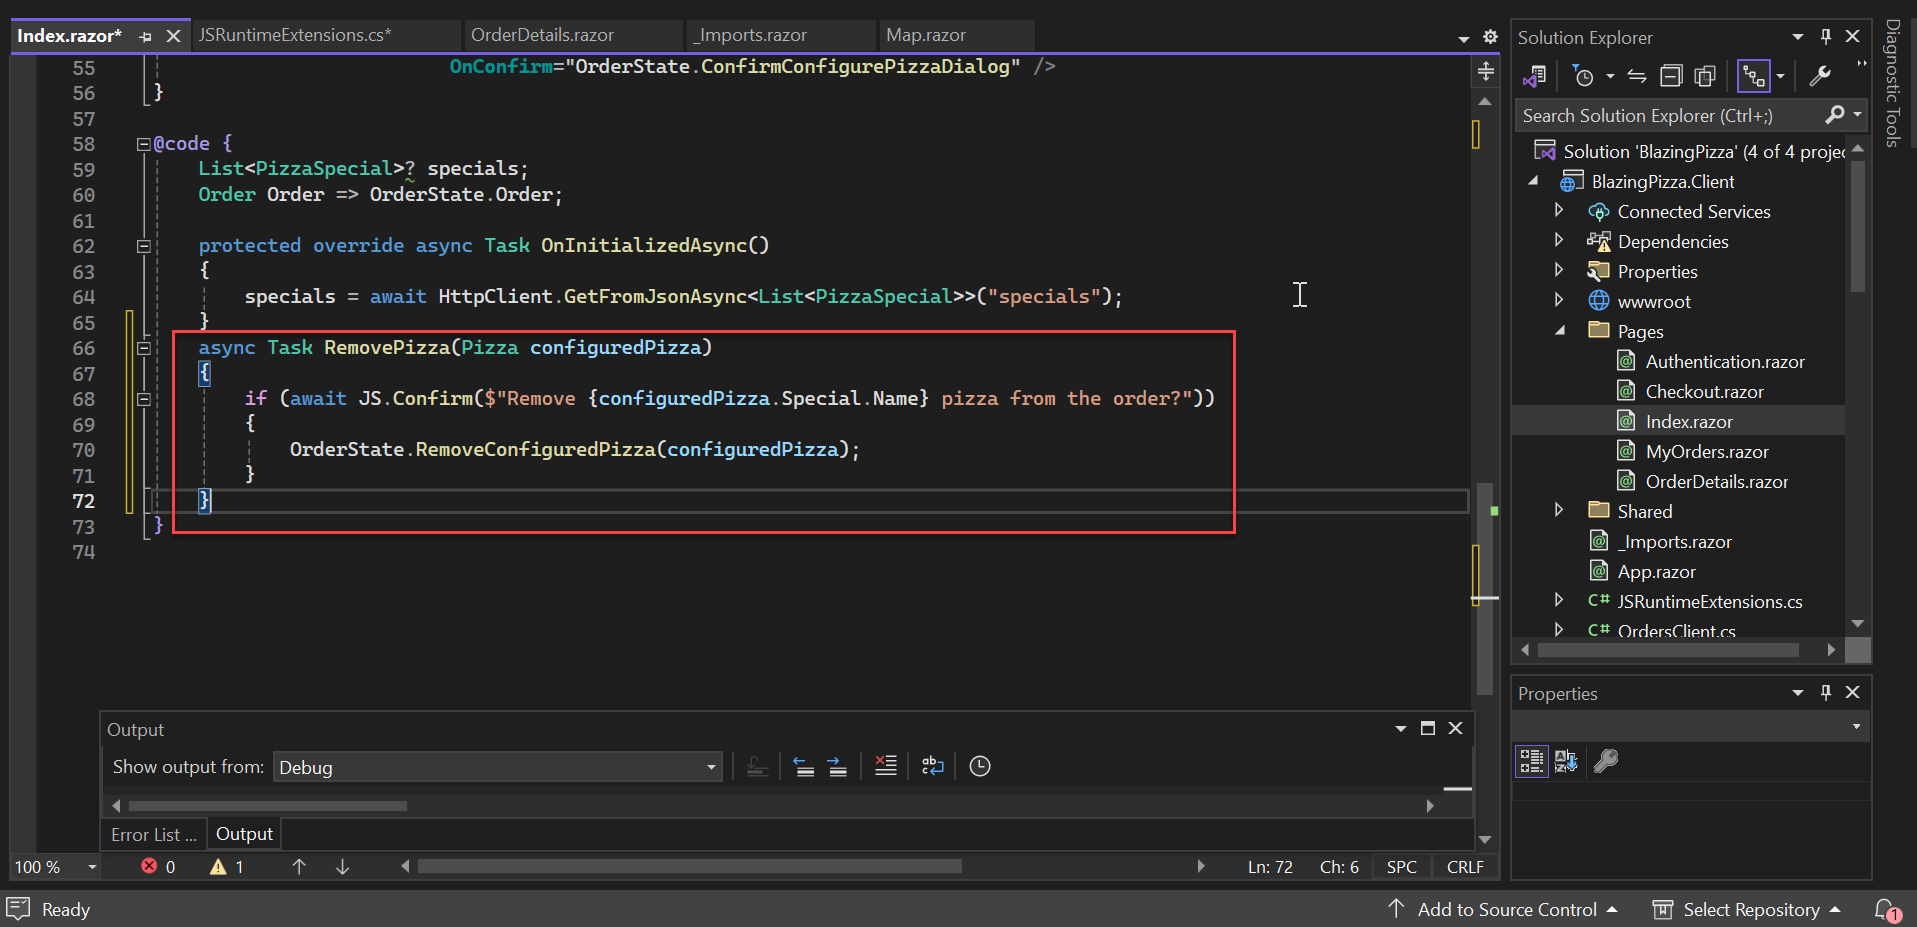 Index.razor*
JSRuntimeExtensions.cs*
OrderDetails.razor
_Imports.razor
Map.razor
55 OnConfirm="OrderState.ConfirmConfigurePizzaDialog" />
56 }
57
58 @code {
59 List<PizzaSpecial>? specials;
60 Order Order => OrderState.Order;
61
62 protected override async Task OnInitializedAsync()
63 {
64 specials = await HttpClient.GetFromJsonAsync<List<PizzaSpecial>>("specials");
65 }
66 async Task RemovePizza(Pizza configuredPizza)
67 {
68 if (await JS.Confirm($"Remove {configuredPizza.Special.Name} pizza from the order?"))
69 {
70 OrderState.RemoveConfiguredPizza(configuredPizza);
71 }
72 }
73 }
74
Output
Show output from: Debug
Error List ... Output
100 % 0 1 Ln: 72 Ch: 6 SPC CRLF
Solution Explorer
Search Solution Explorer (Ctrl+;)
Solution 'BlazingPizza' (4 of 4 projec
BlazingPizza.Client
Connected Services
Dependencies
Properties
wwwroot
Pages
Authentication.razor
Checkout.razor
Index.razor
MyOrders.razor
OrderDetails.razor
Shared
_Imports.razor
App.razor
C# JSRuntimeExtensions.cs
C# OrdersClient.cs
Properties
Diagnostic Tools
Ready
Add to Source Control
Select Repository
1